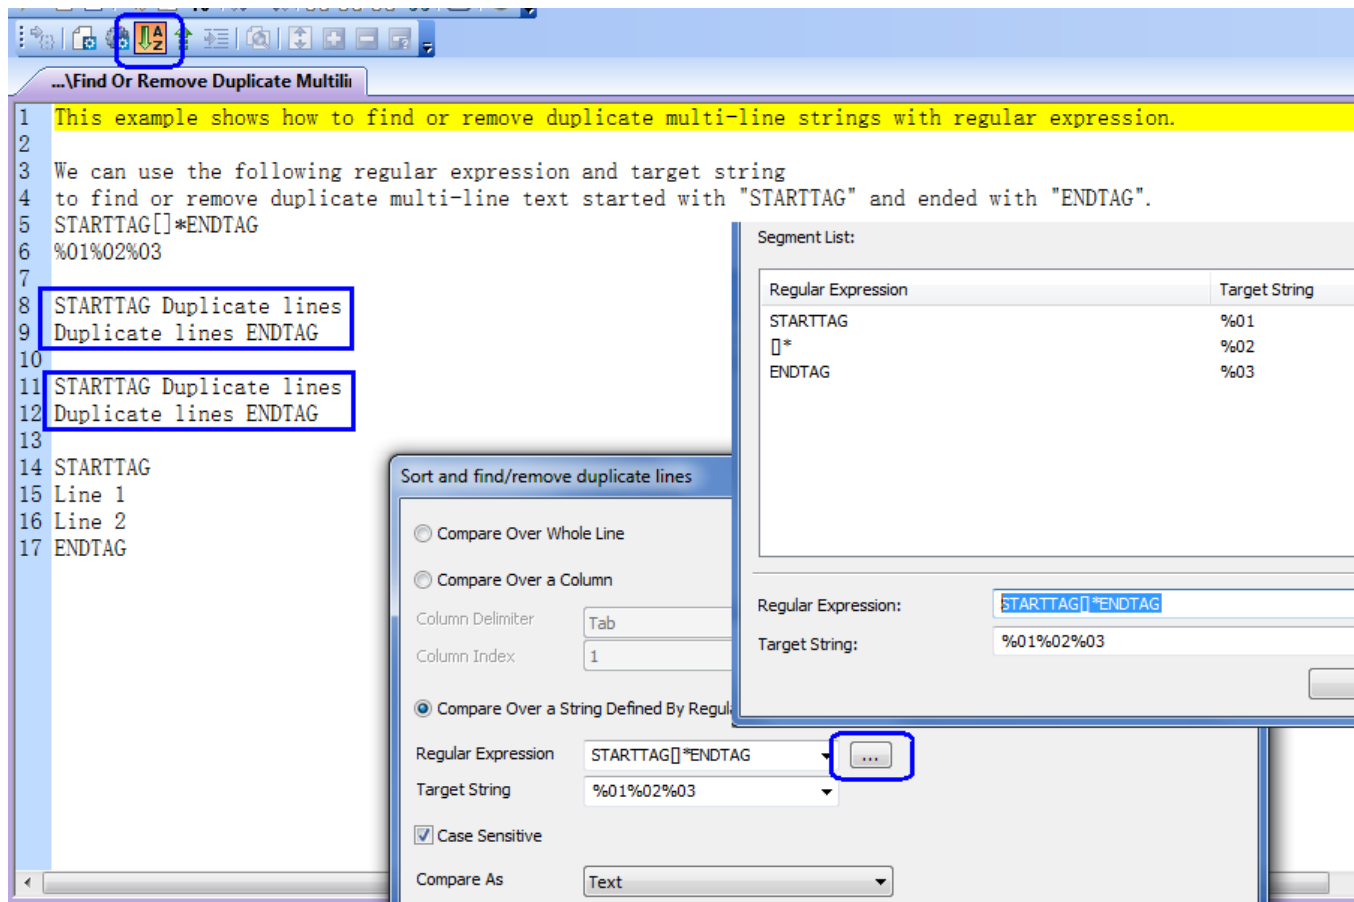 ...\Find Or Remove Duplicate Multili
1 This example shows how to find or remove duplicate multi-line strings with regular expression.
2
3 We can use the following regular expression and target string
4 to find or remove duplicate multi-line text started with "STARTTAG" and ended with "ENDTAG".
5 STARTTAG[]*ENDTAG
6 %01%02%03
7
8 STARTTAG Duplicate lines
9 Duplicate lines ENDTAG
10
11 STARTTAG Duplicate lines
12 Duplicate lines ENDTAG
13
14 STARTTAG
15 Line 1
16 Line 2
17 ENDTAG
Segment List:
Regular Expression Target String
STARTTAG %01
[]* %02
ENDTAG %03
Regular Expression: STARTTAG[]*ENDTAG
Target String: %01%02%03
Sort and find/remove duplicate lines
Compare Over Whole Line
Compare Over a Column
Column Delimiter Tab
Column Index 1
Compare Over a String Defined By Regul
Regular Expression STARTTAG[]*ENDTAG ...
Target String %01%02%03
Case Sensitive
Compare As Text